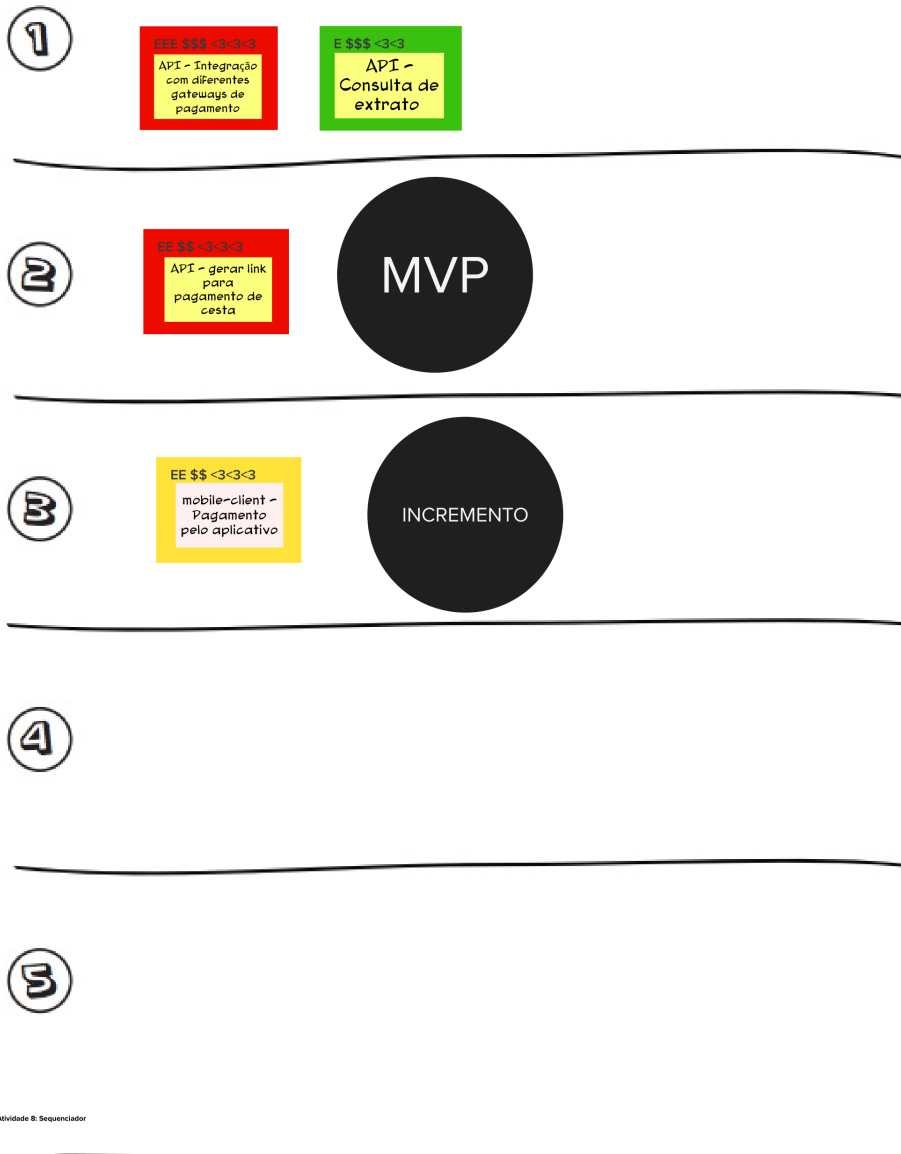 1
EEE $$$ <3<3<3
API - Integração
com diferentes
gateways de
pagamento
E $$$ <3<3
API -
Consulta de
extrato
2
EE $$ <3<3<3
API - gerar link
para
pagamento de
cesta
MVP
3
EE $$ <3<3<3
mobile-client -
Pagamento
pelo aplicativo
INCREMENTO
4
5
Atividade 8: Sequenciador